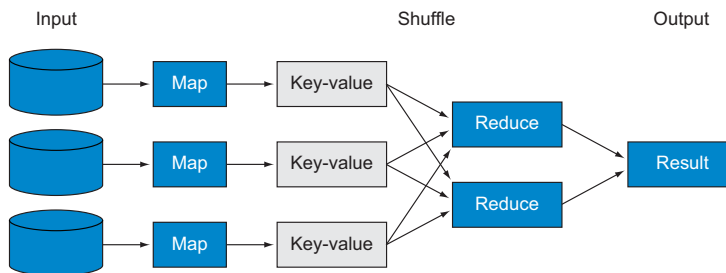 Input
Shuffle
Output
Map
Key-value
Reduce
Map
Key-value
Result
Reduce
Map
Key-value